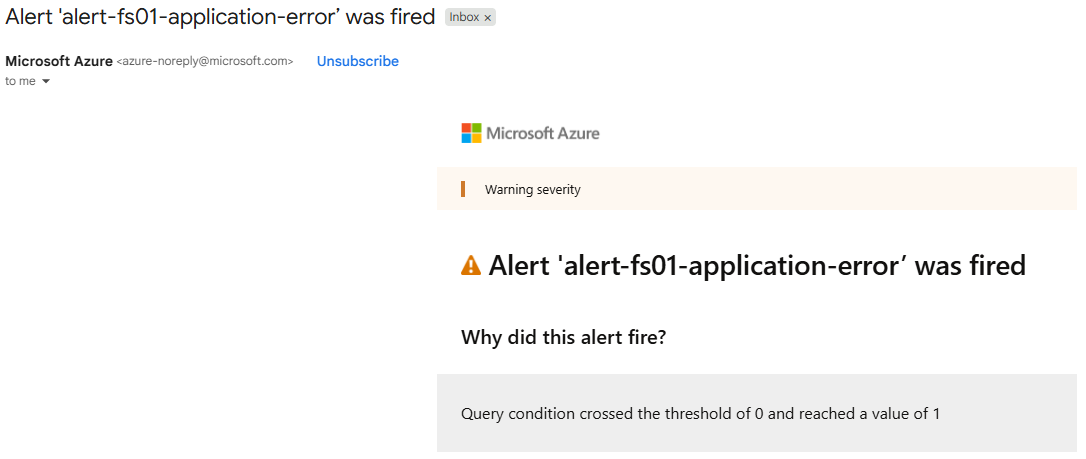 Alert 'alert-fs01-application-error’ was fired Inbox ×
Microsoft Azure <azure-noreply@microsoft.com> Unsubscribe
to me
Microsoft Azure
Warning severity
Alert 'alert-fs01-application-error’ was fired
Why did this alert fire?
Query condition crossed the threshold of 0 and reached a value of 1